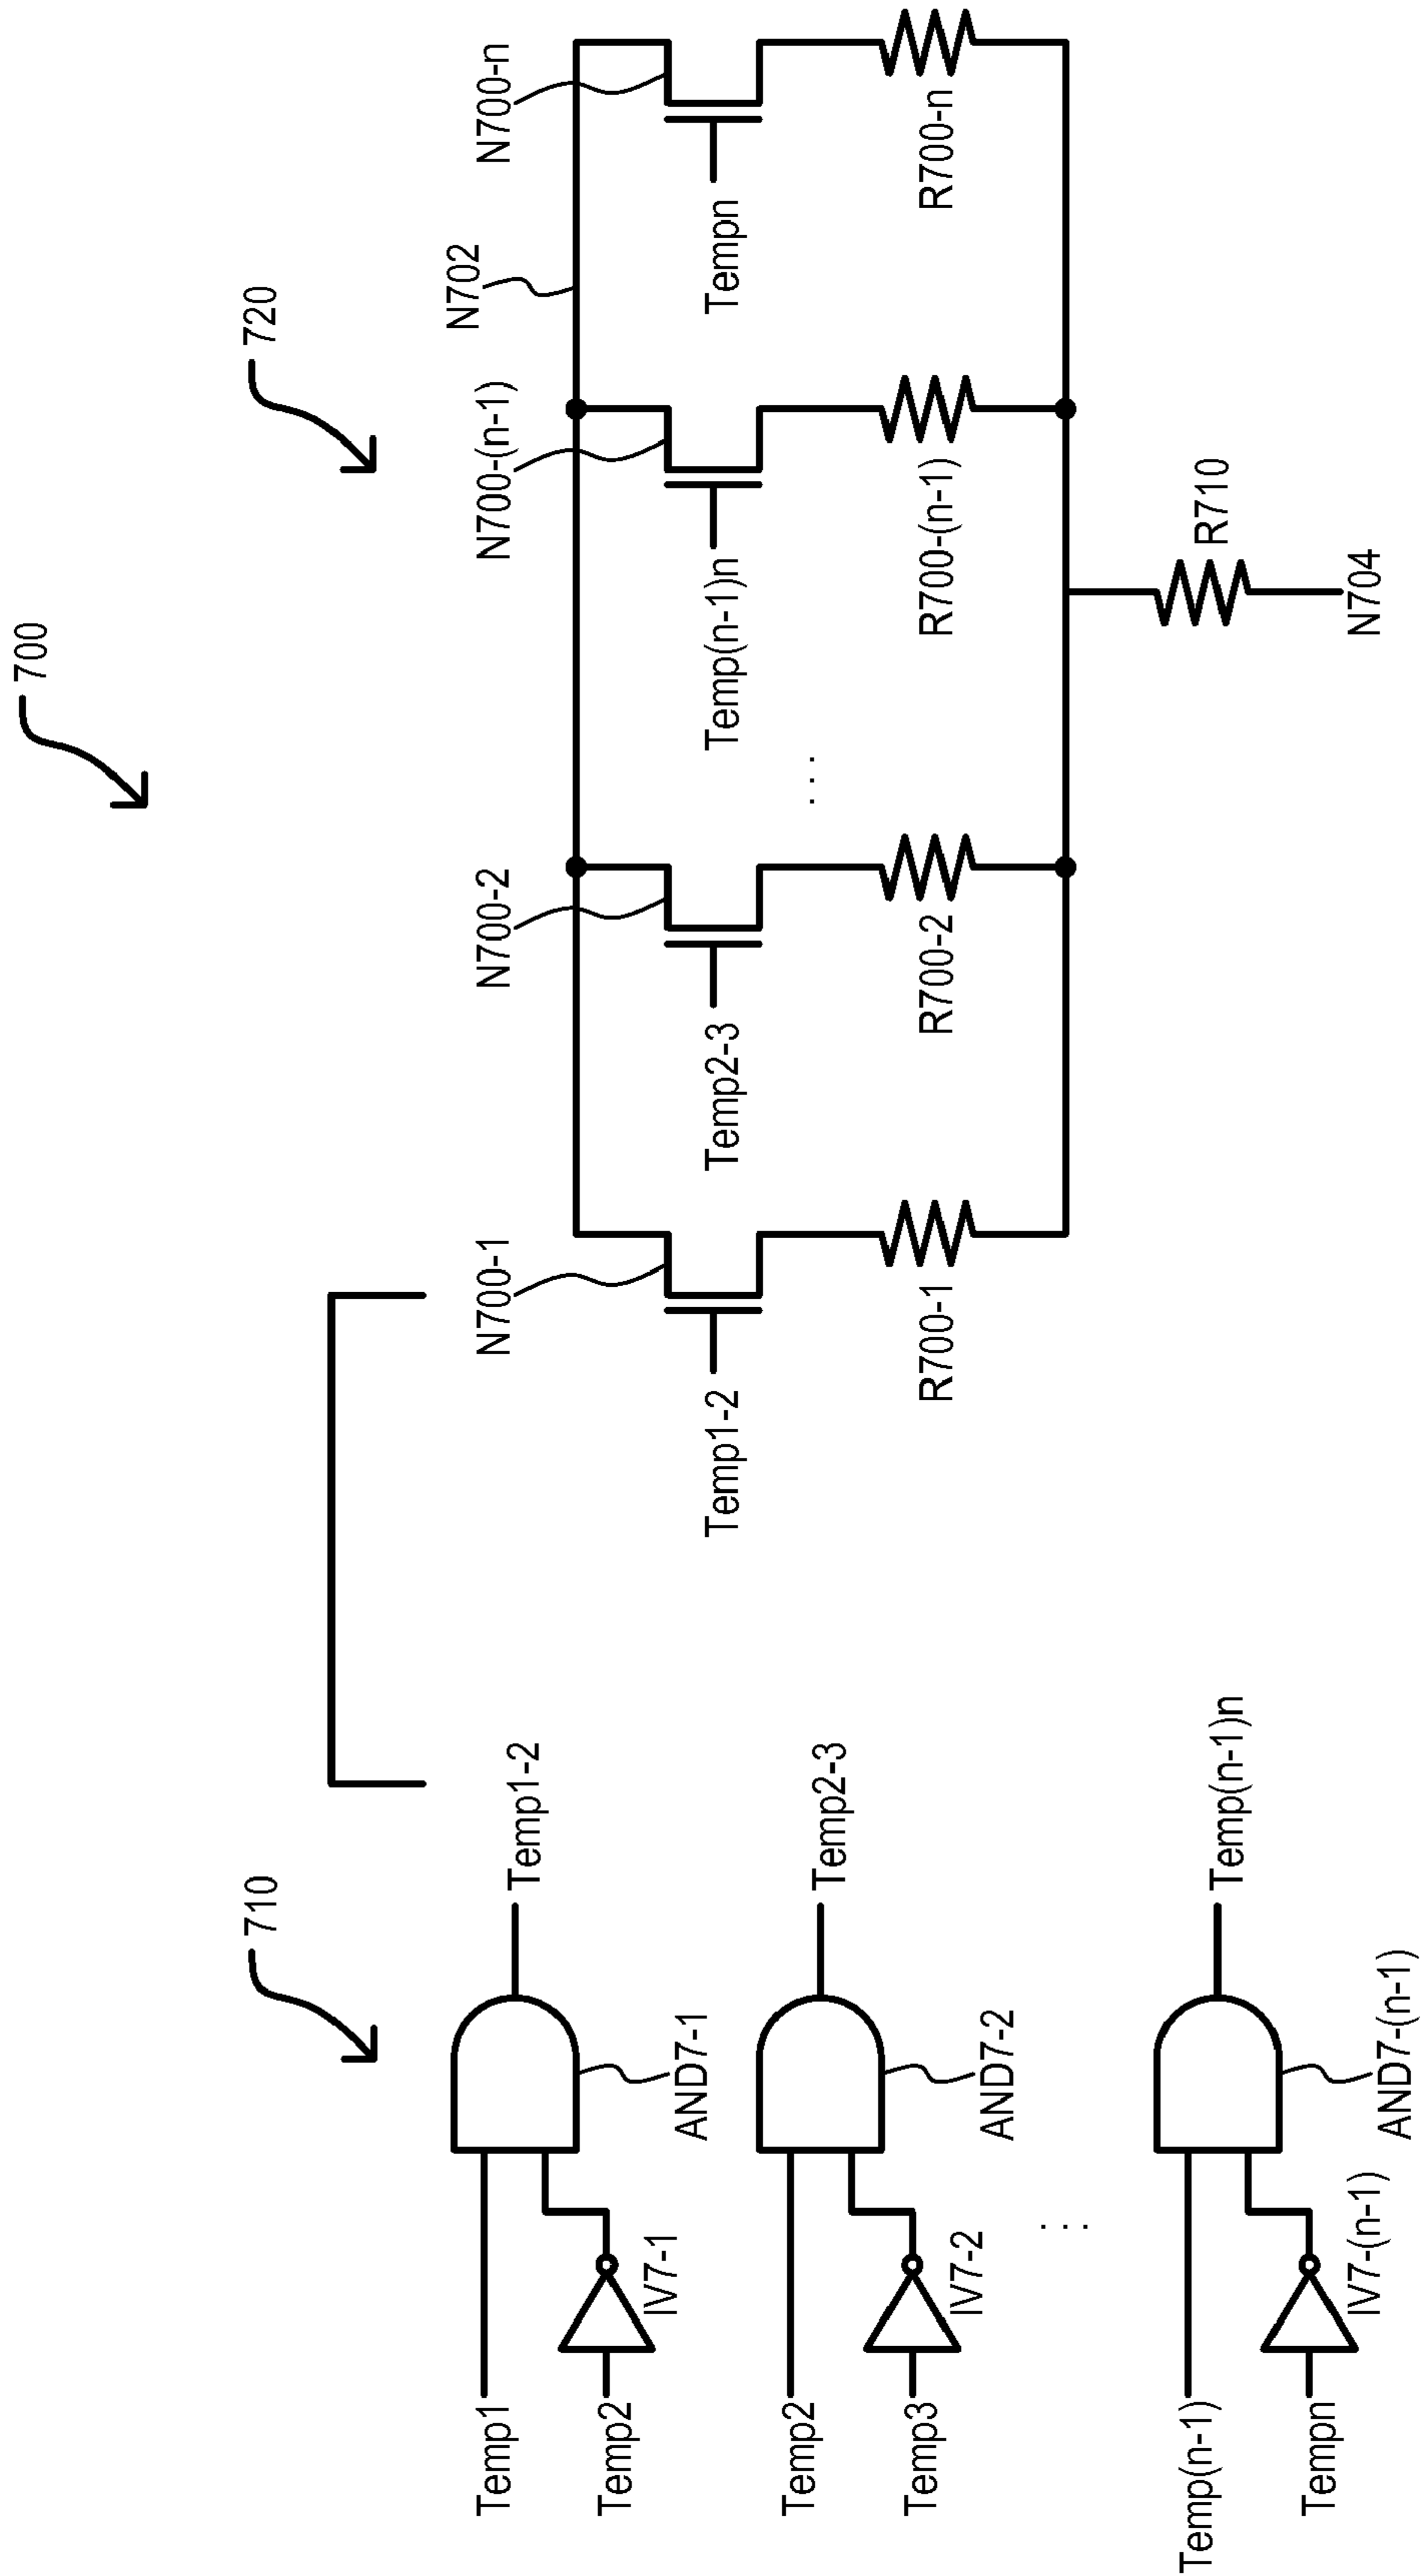 700
710
Temp1
Temp2
IV7-1
AND7-1
Temp1-2
Temp2
Temp3
IV7-2
AND7-2
Temp2-3
...
Temp(n-1)
Tempn
IV7-(n-1)
AND7-(n-1)
Temp(n-1)n
720
N702
N700-1
N700-2
N700-(n-1)
N700-n
Temp1-2
Temp2-3
...
Temp(n-1)n
Tempn
R700-1
R700-2
R700-(n-1)
R700-n
R710
N704